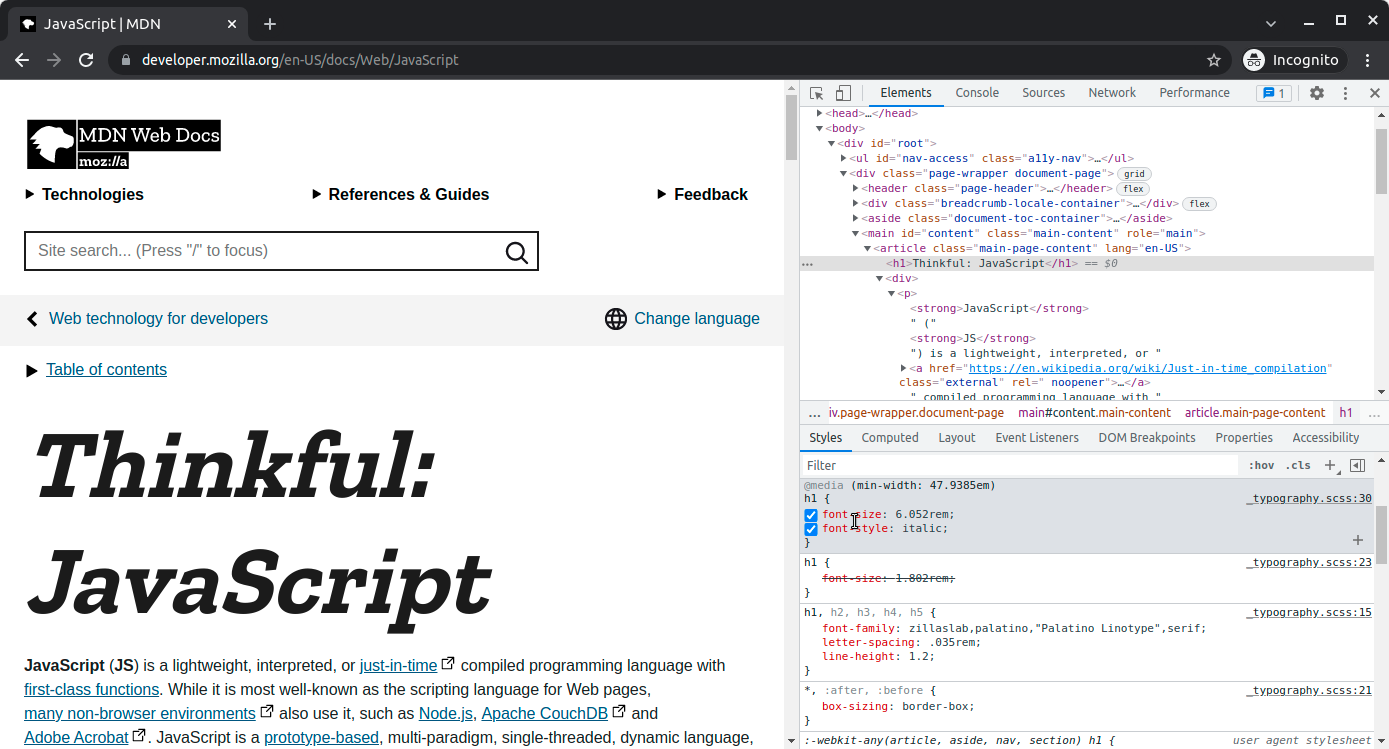 JavaScript | MDN
developer.mozilla.org/en-US/docs/Web/JavaScript
Incognito
MDN Web Docs
moz://a
Technologies
References & Guides
Feedback
Site search... (Press "/" to focus)
Web technology for developers
Change language
Table of contents
Thinkful:
JavaScript
JavaScript (JS) is a lightweight, interpreted, or just-in-time compiled programming language with
first-class functions. While it is most well-known as the scripting language for Web pages,
many non-browser environments also use it, such as Node.js, Apache CouchDB and
Adobe Acrobat. JavaScript is a prototype-based, multi-paradigm, single-threaded, dynamic language,
Elements Console Sources Network Performance 1
<head>…</head>
<body>
<div id="root">
<ul id="nav-access" class="a11y-nav">…</ul>
<div class="page-wrapper document-page"> grid
<header class="page-header">…</header> flex
<div class="breadcrumb-locale-container">…</div> flex
<aside class="document-toc-container">…</aside>
<main id="content" class="main-content" role="main">
<article class="main-page-content" lang="en-US">
… <h1>Thinkful: JavaScript</h1> == $0
<div>
<p>
<strong>JavaScript</strong>
" ("
<strong>JS</strong>
") is a lightweight, interpreted, or "
<a href="https://en.wikipedia.org/wiki/Just-in-time_compilation"
class="external" rel=" noopener">…</a>
" compiled programming language with "
… iv.page-wrapper.document-page main#content.main-content article.main-page-content h1 …
Styles Computed Layout Event Listeners DOM Breakpoints Properties Accessibility
Filter :hov .cls
@media (min-width: 47.9385em)
h1 { _typography.scss:30
font-size: 6.052rem;
font-style: italic;
}
h1 { _typography.scss:23
font-size: 1.802rem;
}
h1, h2, h3, h4, h5 { _typography.scss:15
font-family: zillaslab,palatino,"Palatino Linotype",serif;
letter-spacing: .035rem;
line-height: 1.2;
}
*, :after, :before { _typography.scss:21
box-sizing: border-box;
}
:-webkit-any(article, aside, nav, section) h1 { user agent stylesheet